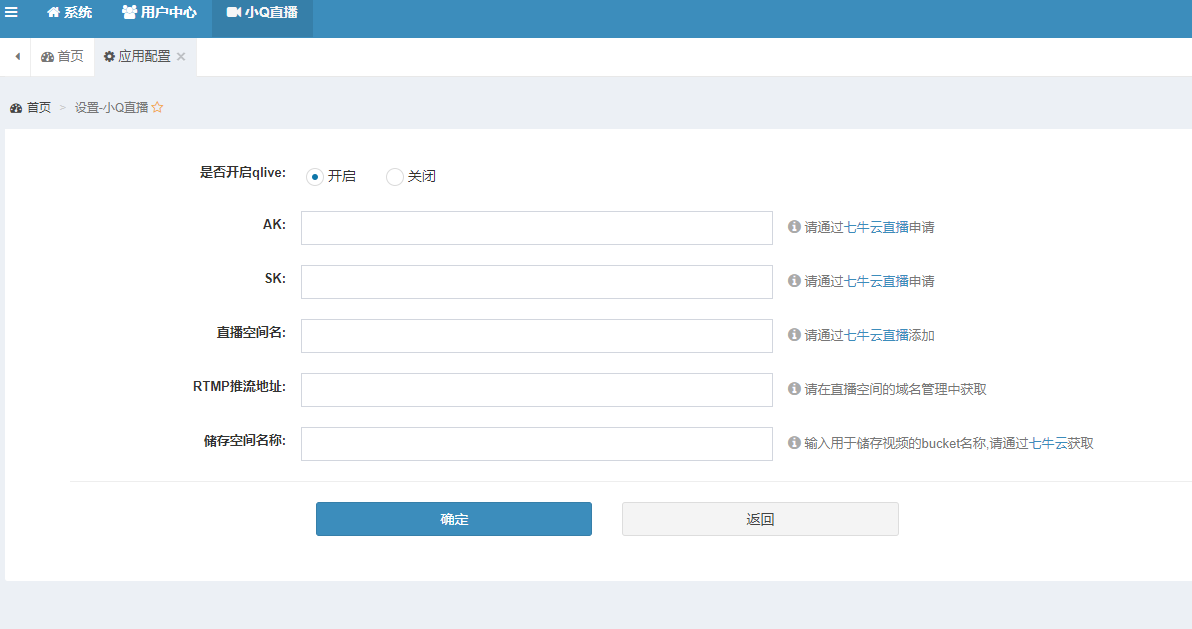 系统 用户中心 小Q直播
首页 应用配置 ×
首页 > 设置-小Q直播
是否开启qlive: 开启 关闭
AK: 请通过七牛云直播申请
SK: 请通过七牛云直播申请
直播空间名: 请通过七牛云直播添加
RTMP推流地址: 请在直播空间的域名管理中获取
储存空间名称: 输入用于储存视频的bucket名称,请通过七牛云获取
确定 返回